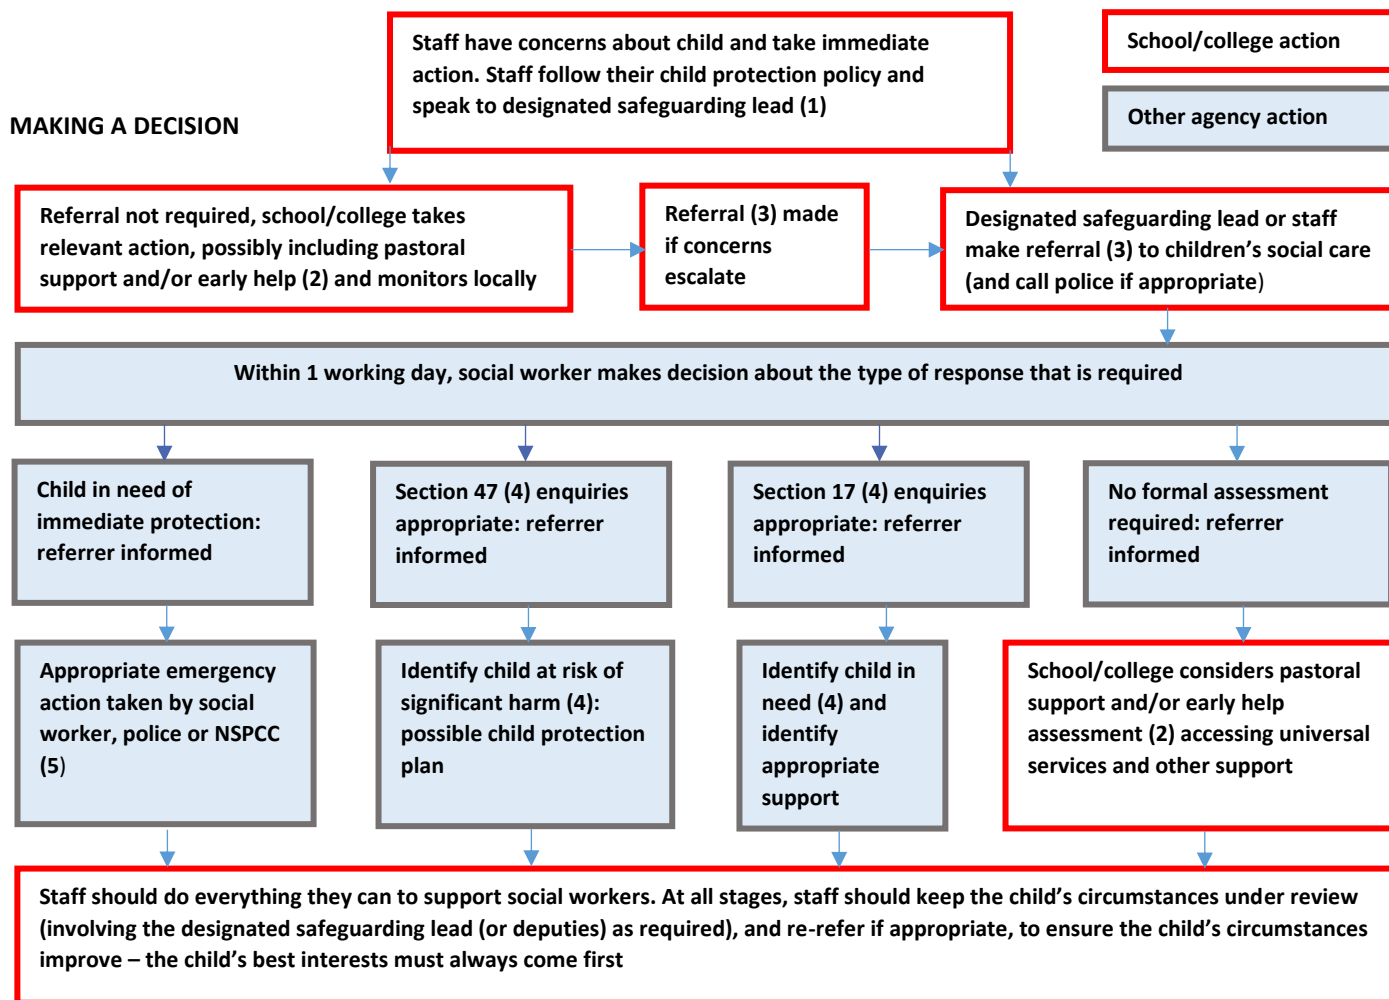 Staff have concerns about child and take immediate
action. Staff follow their child protection policy and
speak to designated safeguarding lead (1)
School/college action
Other agency action
MAKING A DECISION
Referral not required, school/college takes
relevant action, possibly including pastoral
support and/or early help (2) and monitors locally
Referral (3) made
if concerns
escalate
Designated safeguarding lead or staff
make referral (3) to children’s social care
(and call police if appropriate)
Within 1 working day, social worker makes decision about the type of response that is required
Child in need of
immediate protection:
referrer informed
Section 47 (4) enquiries
appropriate: referrer
informed
Section 17 (4) enquiries
appropriate: referrer
informed
No formal assessment
required: referrer
informed
Appropriate emergency
action taken by social
worker, police or NSPCC
(5)
Identify child at risk of
significant harm (4):
possible child protection
plan
Identify child in
need (4) and
identify
appropriate
support
School/college considers pastoral
support and/or early help
assessment (2) accessing universal
services and other support
Staff should do everything they can to support social workers. At all stages, staff should keep the child’s circumstances under review
(involving the designated safeguarding lead (or deputies) as required), and re-refer if appropriate, to ensure the child’s circumstances
improve – the child’s best interests must always come first